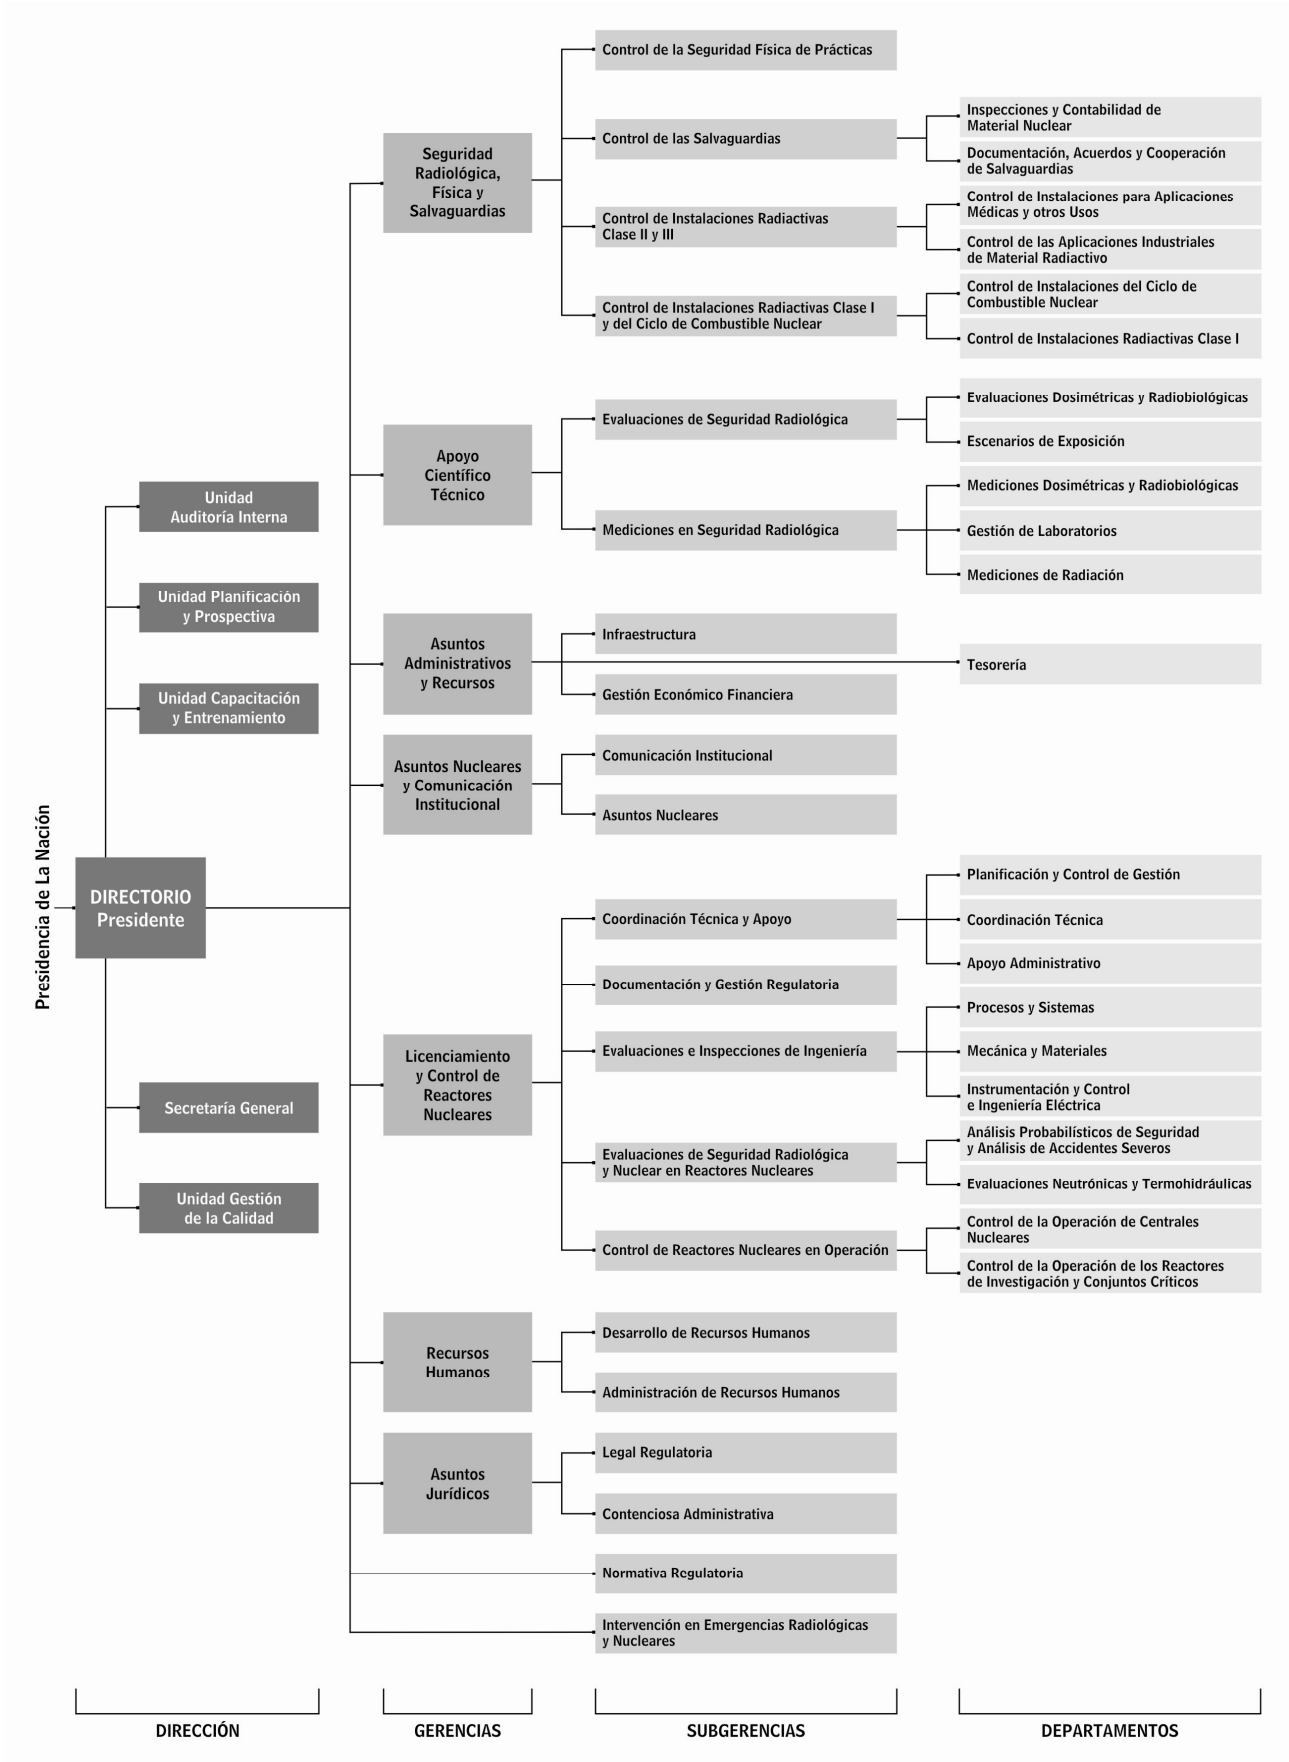 Presidencia de La Nación
DIRECTORIO
Presidente
Unidad
Auditoría Interna
Unidad Planificación
y Prospectiva
Unidad Capacitación
y Entrenamiento
Secretaría General
Unidad Gestión
de la Calidad
Seguridad
Radiológica,
Física y
Salvaguardias
Control de la Seguridad Física de Prácticas
Control de las Salvaguardias
Inspecciones y Contabilidad de
Material Nuclear
Documentación, Acuerdos y Cooperación
de Salvaguardias
Control de Instalaciones Radiactivas
Clase II y III
Control de Instalaciones para Aplicaciones
Médicas y otros Usos
Control de las Aplicaciones Industriales
de Material Radiactivo
Control de Instalaciones Radiactivas Clase I
y del Ciclo de Combustible Nuclear
Control de Instalaciones del Ciclo de
Combustible Nuclear
Control de Instalaciones Radiactivas Clase I
Apoyo
Científico
Técnico
Evaluaciones de Seguridad Radiológica
Evaluaciones Dosimétricas y Radiobiológicas
Escenarios de Exposición
Mediciones en Seguridad Radiológica
Mediciones Dosimétricas y Radiobiológicas
Gestión de Laboratorios
Mediciones de Radiación
Asuntos
Administrativos
y Recursos
Infraestructura
Tesorería
Gestión Económico Financiera
Asuntos Nucleares
y Comunicación
Institucional
Comunicación Institucional
Asuntos Nucleares
Licenciamiento
y Control de
Reactores
Nucleares
Coordinación Técnica y Apoyo
Planificación y Control de Gestión
Coordinación Técnica
Apoyo Administrativo
Documentación y Gestión Regulatoria
Evaluaciones e Inspecciones de Ingeniería
Procesos y Sistemas
Mecánica y Materiales
Instrumentación y Control
e Ingeniería Eléctrica
Evaluaciones de Seguridad Radiológica
y Nuclear en Reactores Nucleares
Análisis Probabilísticos de Seguridad
y Análisis de Accidentes Severos
Evaluaciones Neutrónicas y Termohidráulicas
Control de Reactores Nucleares en Operación
Control de la Operación de Centrales
Nucleares
Control de la Operación de los Reactores
de Investigación y Conjuntos Críticos
Recursos
Humanos
Desarrollo de Recursos Humanos
Administración de Recursos Humanos
Asuntos
Jurídicos
Legal Regulatoria
Contenciosa Administrativa
Normativa Regulatoria
Intervención en Emergencias Radiológicas
y Nucleares
DIRECCIÓN
GERENCIAS
SUBGERENCIAS
DEPARTAMENTOS